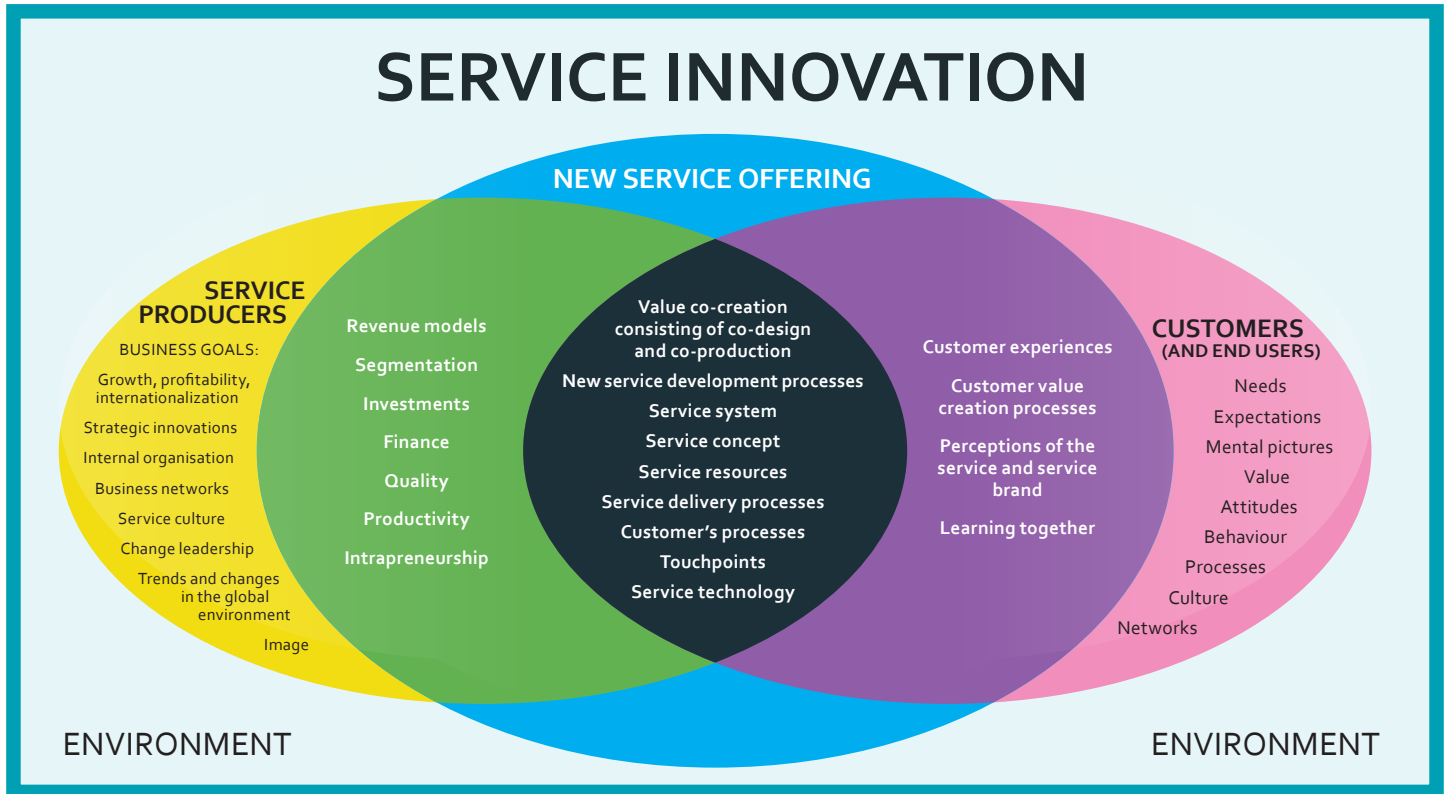 SERVICE INNOVATION
NEW SERVICE OFFERING
SERVICE
PRODUCERS
BUSINESS GOALS:
Growth, profitability,
internationalization
Strategic innovations
Internal organisation
Business networks
Service culture
Change leadership
Trends and changes
in the global
environment
Image
Revenue models
Segmentation
Investments
Finance
Quality
Productivity
Intrapreneurship
Value co-creation
consisting of co-design
and co-production
New service development processes
Service system
Service concept
Service resources
Service delivery processes
Customer’s processes
Touchpoints
Service technology
Customer experiences
Customer value
creation processes
Perceptions of the
service and service
brand
Learning together
CUSTOMERS
(AND END USERS)
Needs
Expectations
Mental pictures
Value
Attitudes
Behaviour
Processes
Culture
Networks
ENVIRONMENT
ENVIRONMENT